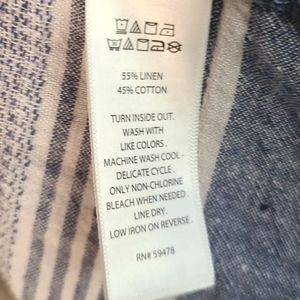 55% LINEN
45% COTTON
TURN INSIDE OUT.
WASH WITH
LIKE COLORS .
MACHINE WASH COOL -
DELICATE CYCLE .
ONLY NON-CHLORINE
BLEACH WHEN NEEDED .
LINE DRY.
LOW IRON ON REVERSE .
RN# 59478